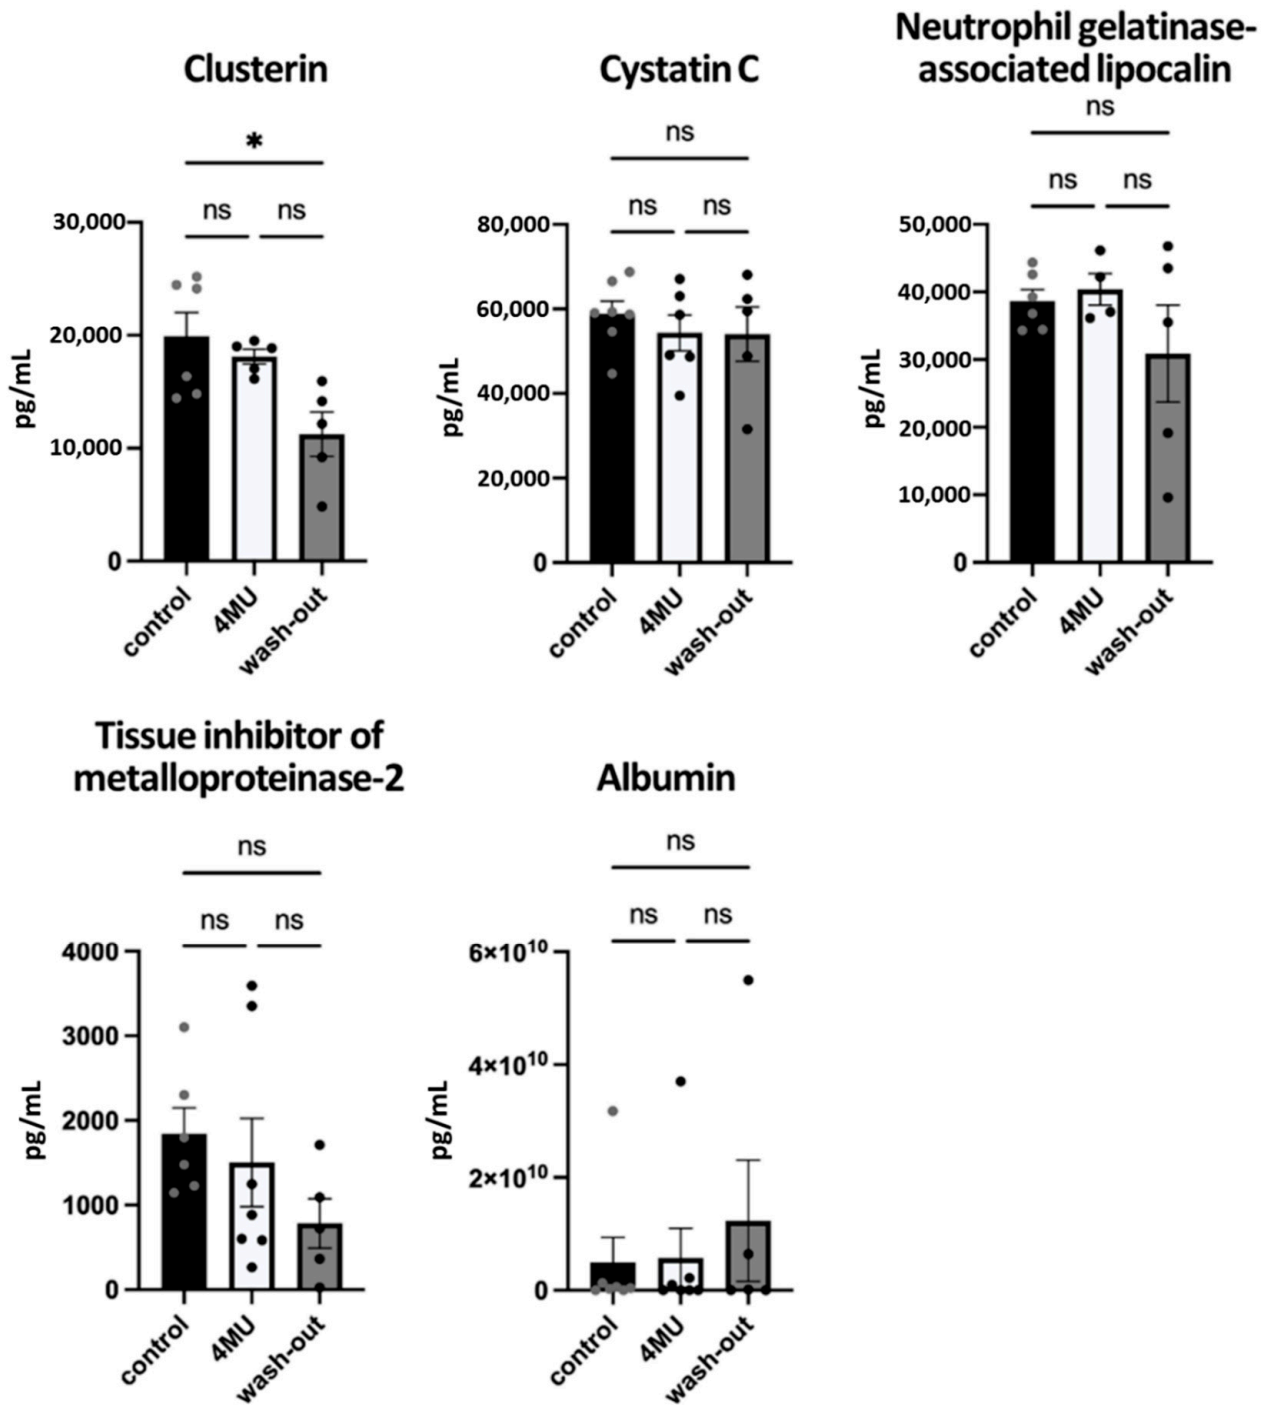 Clusterin
*
ns ns
30,000
20,000
10,000
0
pg/mL
control
4MU
wash-out
Cystatin C
ns
ns ns
80,000
60,000
40,000
20,000
0
pg/mL
control
4MU
wash-out
Neutrophil gelatinase-
associated lipocalin
ns
ns ns
50,000
40,000
30,000
20,000
10,000
0
pg/mL
control
4MU
wash-out
Tissue inhibitor of
metalloproteinase-2
ns
ns ns
4000
3000
2000
1000
0
pg/mL
control
4MU
wash-out
Albumin
ns
ns ns
6×10¹⁰
4×10¹⁰
2×10¹⁰
0
pg/mL
control
4MU
wash-out